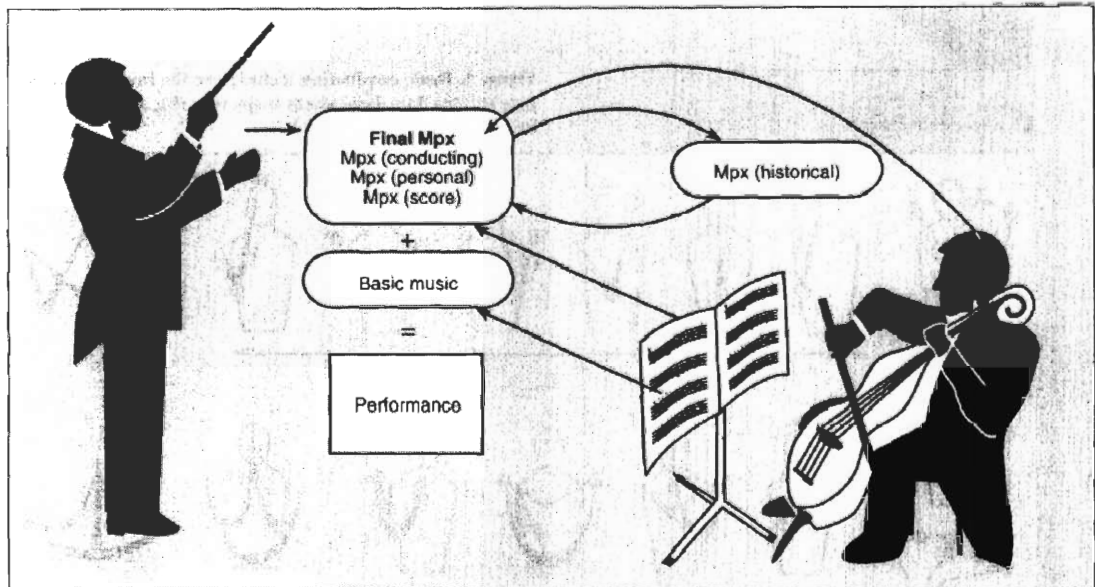 Final Mpx
Mpx (conducting)
Mpx (personal)
Mpx (score)
Mpx (historical)
+
Basic music
=
Performance